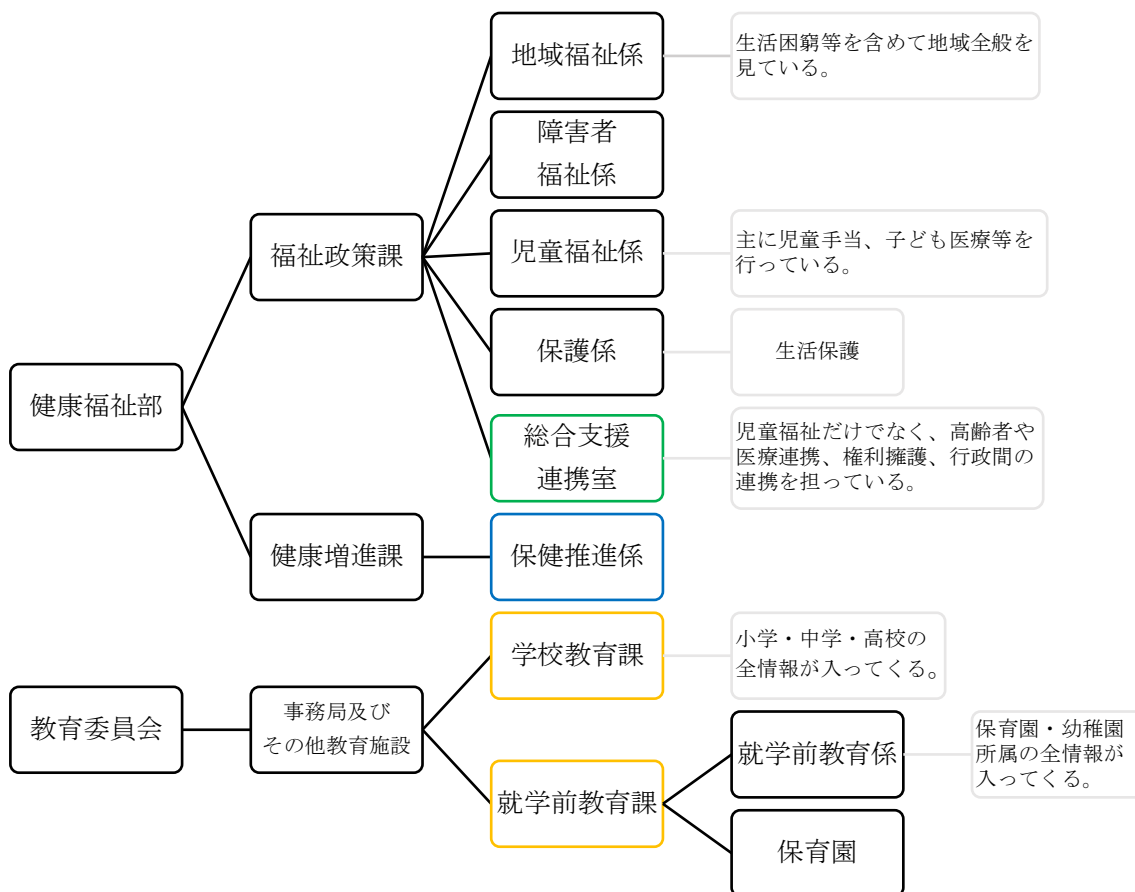 地域福祉係
生活困窮等を含めて地域全般を
見ている。
障害者
福祉係
福祉政策課
児童福祉係
主に児童手当、子ども医療等を
行っている。
保護係
生活保護
健康福祉部
総合支援
連携室
児童福祉だけでなく、高齢者や
医療連携、権利擁護、行政間の
連携を担っている。
健康増進課
保健推進係
学校教育課
小学・中学・高校の
全情報が入ってくる。
教育委員会
事務局及び
その他教育施設
就学前教育課
就学前教育係
保育園・幼稚園
所属の全情報が
入ってくる。
保育園